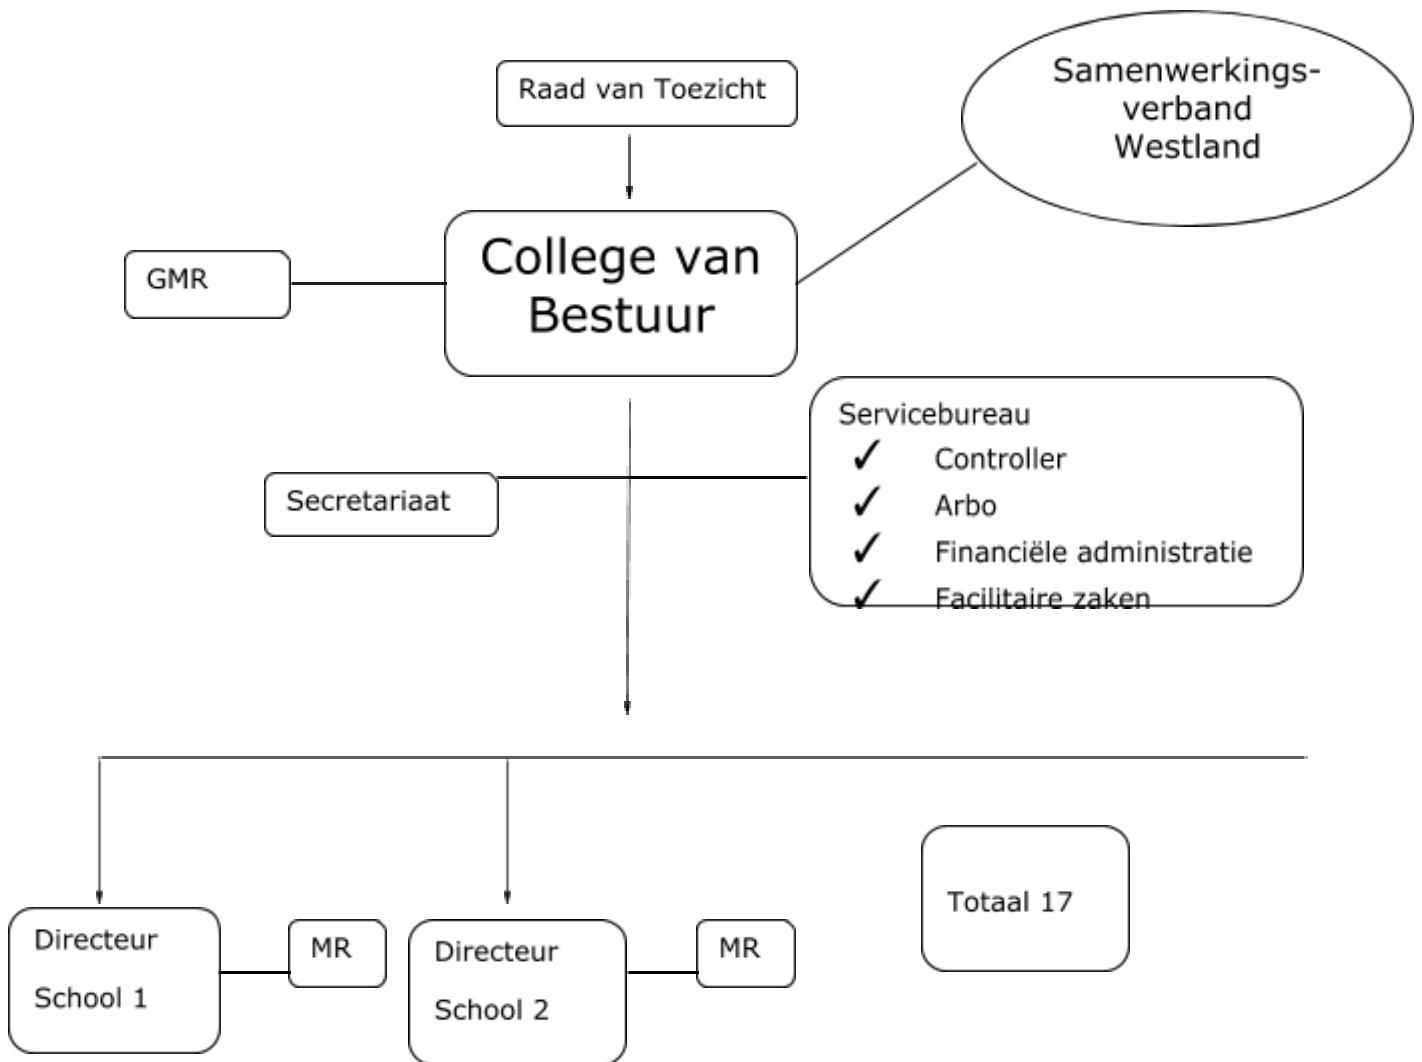 Raad van Toezicht
Samenwerkings-
verband
Westland
College van
Bestuur
GMR
Servicebureau
✓ Controller
✓ Arbo
✓ Financiële administratie
✓ Facilitaire zaken
Secretariaat
Totaal 17
Directeur
School 1
MR
Directeur
School 2
MR